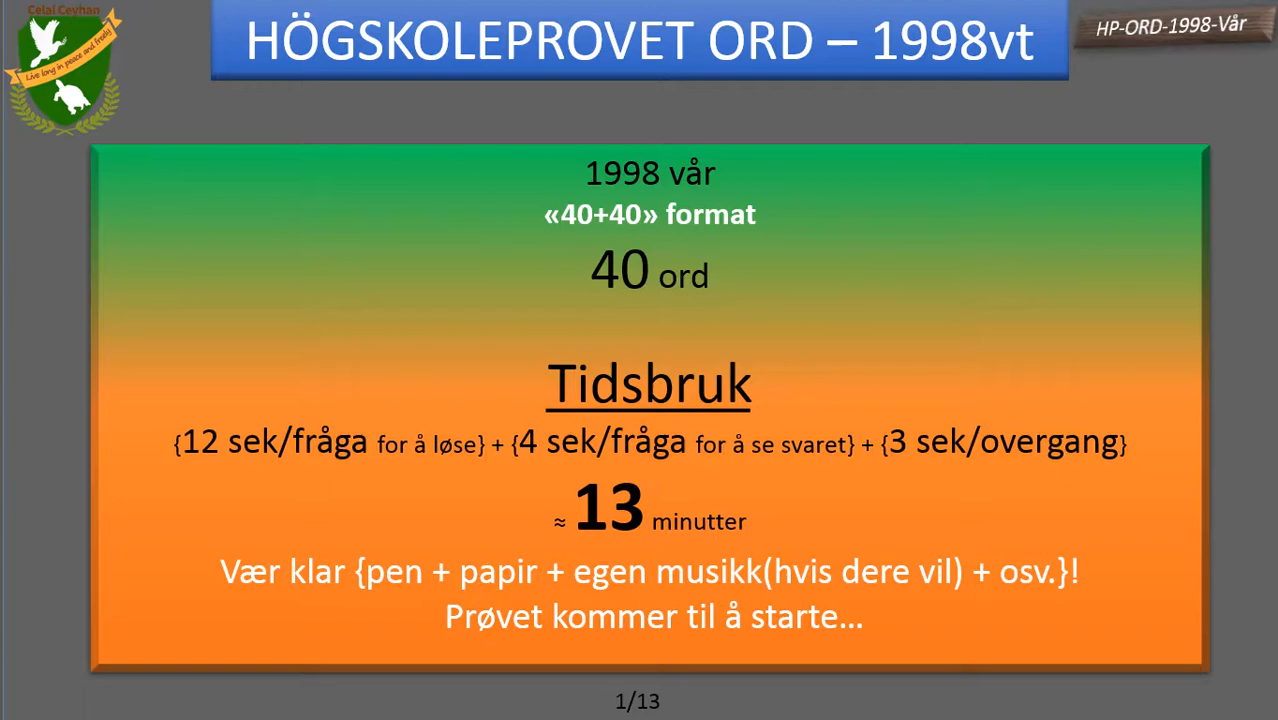 Celal Ceyhan
Live long in peace and freely
HÖGSKOLEPROVET ORD – 1998vt
HP-ORD-1998-Vår
1998 vår
«40+40» format
40 ord
Tidsbruk
{12 sek/fråga for å løse} + {4 sek/fråga for å se svaret} + {3 sek/overgang}
≈ 13 minutter
Vær klar {pen + papir + egen musikk(hvis dere vil) + osv.}!
Prøvet kommer til å starte…
1/13